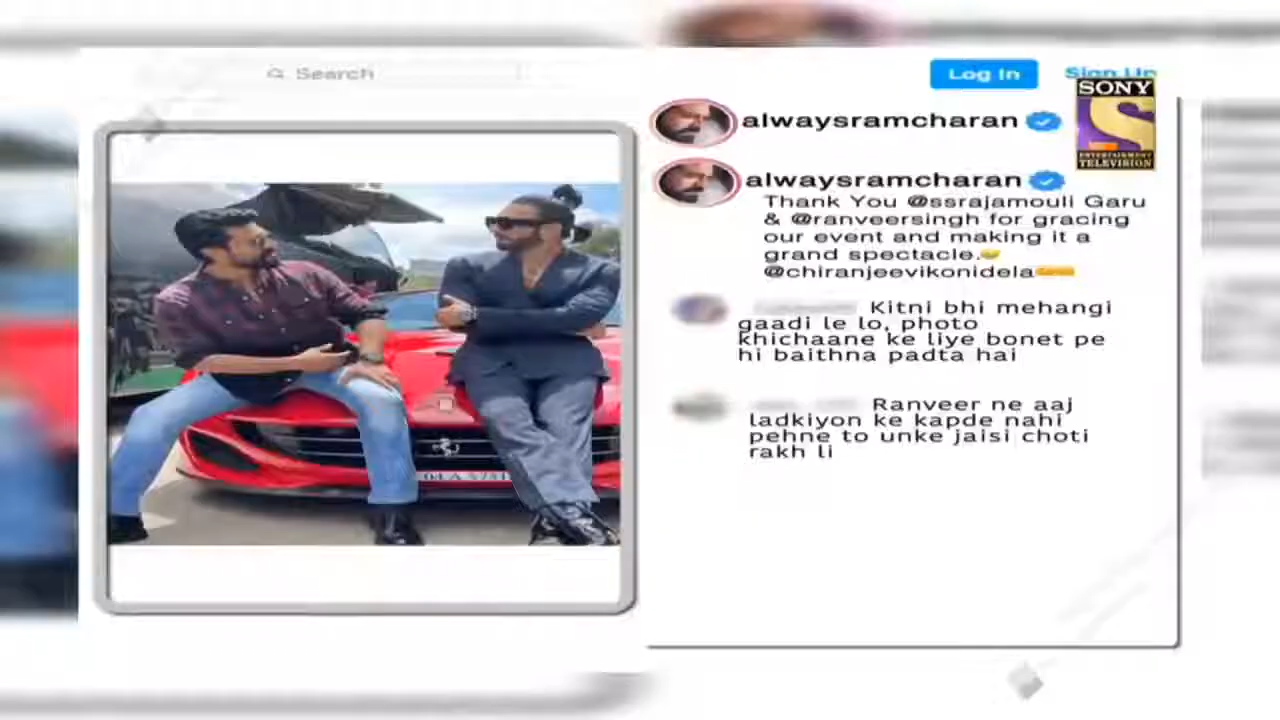 Search
Log In
Sign Up
SONY
ENTERTAINMENT
TELEVISION
alwaysramcharan
alwaysramcharan
Thank You @ssrajamouli Garu
& @ranveersingh for gracing
our event and making it a
grand spectacle.
@chiranjeevikonidela
Kitni bhi mehangi
gaadi le lo, photo
khichaane ke liye bonet pe
hi baithna padta hai
Ranveer ne aaj
ladkiyon ke kapde nahi
pehne to unke jaisi choti
rakh li